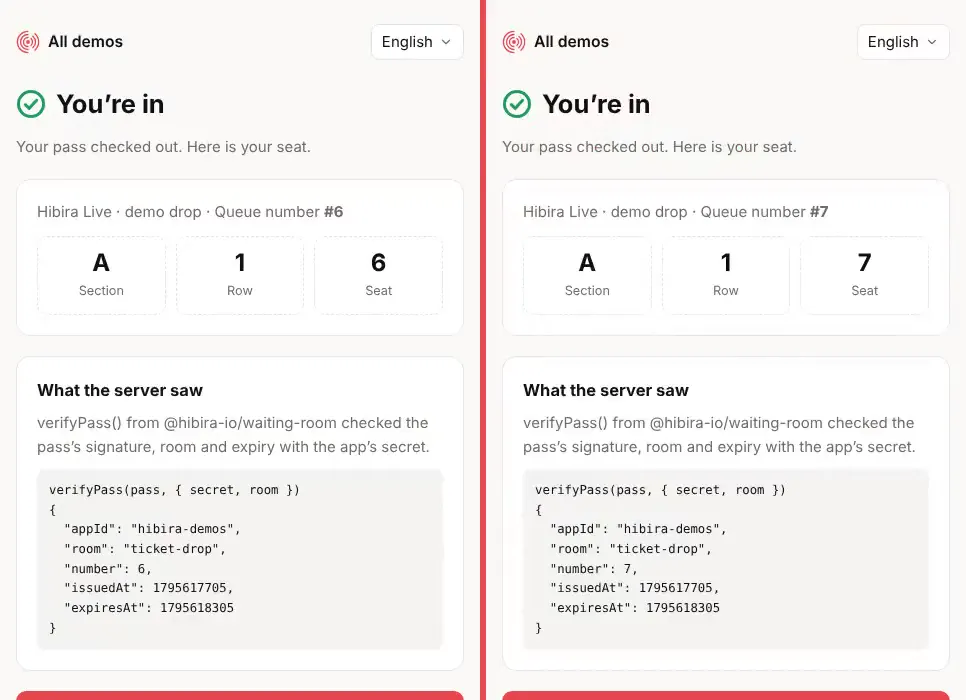 All demos
English
You're in
Your pass checked out. Here is your seat.
Hibira Live · demo drop · Queue number #6
A
Section
1
Row
6
Seat
What the server saw
verifyPass() from @hibira-io/waiting-room checked the
pass's signature, room and expiry with the app's secret.
verifyPass(pass, { secret, room })
{
  "appId": "hibira-demos",
  "room": "ticket-drop",
  "number": 6,
  "issuedAt": 1795617705,
  "expiresAt": 1795618305
}
All demos
English
You're in
Your pass checked out. Here is your seat.
Hibira Live · demo drop · Queue number #7
A
Section
1
Row
7
Seat
What the server saw
verifyPass() from @hibira-io/waiting-room checked the
pass's signature, room and expiry with the app's secret.
verifyPass(pass, { secret, room })
{
  "appId": "hibira-demos",
  "room": "ticket-drop",
  "number": 7,
  "issuedAt": 1795617705,
  "expiresAt": 1795618305
}